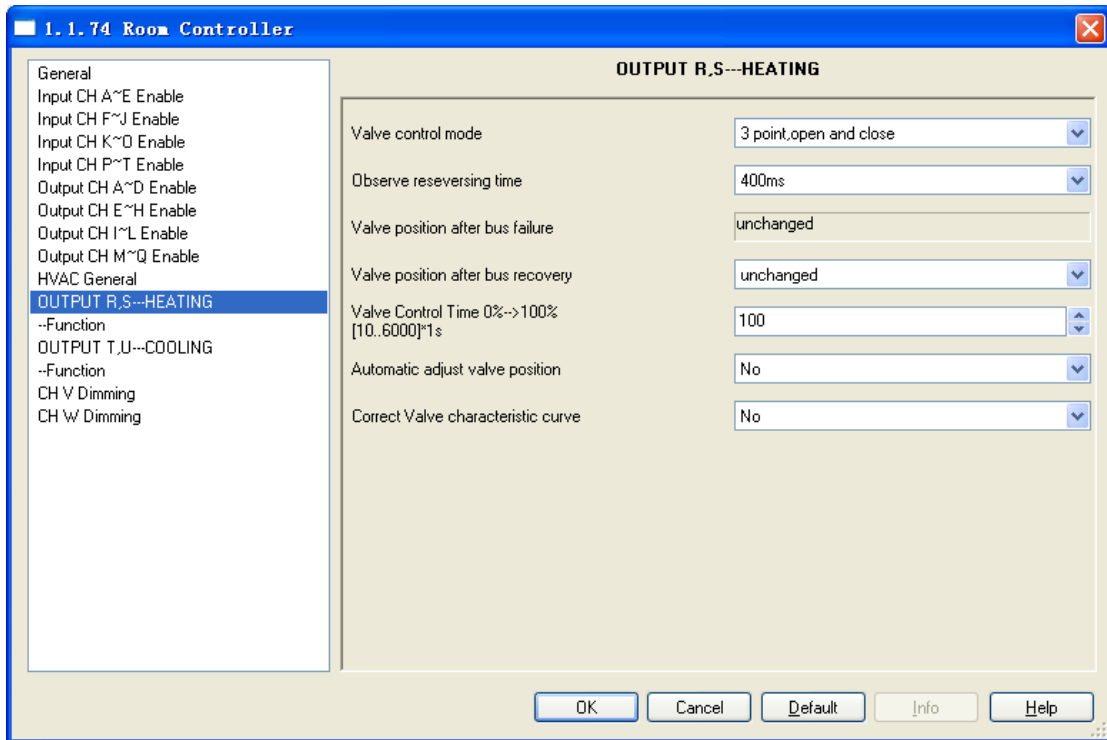 1.1.74 Room Controller
General
Input CH A~E Enable
Input CH F~J Enable
Input CH K~O Enable
Input CH P~T Enable
Output CH A~D Enable
Output CH E~H Enable
Output CH I~L Enable
Output CH M~Q Enable
HVAC General
OUTPUT R,S---HEATING
--Function
OUTPUT T,U---COOLING
--Function
CH V Dimming
CH W Dimming
OUTPUT R,S---HEATING
Valve control mode 3 point,open and close
Observe reseversing time 400ms
Valve position after bus failure unchanged
Valve position after bus recovery unchanged
Valve Control Time 0%-->100%
[10..6000]*1s 100
Automatic adjust valve position No
Correct Valve characteristic curve No
OK Cancel Default Info Help